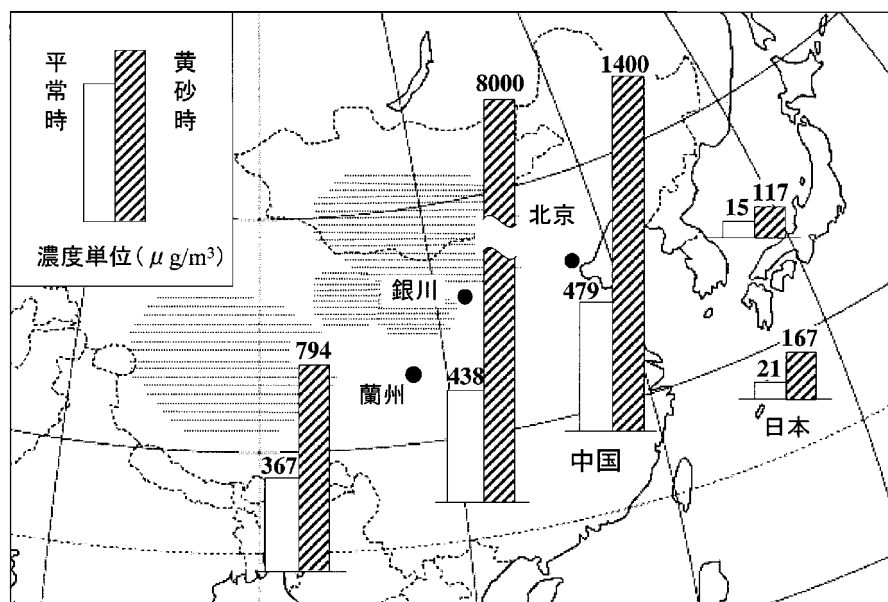 平常時
黄砂時
濃度単位(μg/m³)
8000
1400
北京
15
117
銀川
479
794
438
蘭州
167
21
日本
中国
367